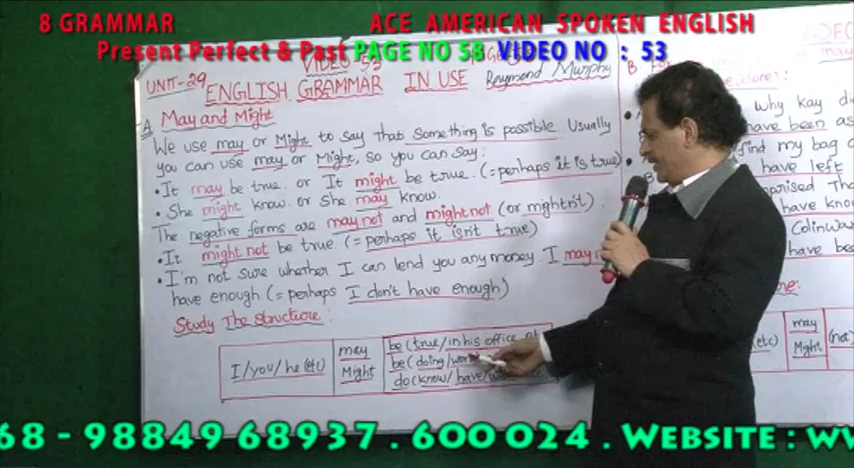 8 GRAMMAR ACE AMERICAN SPOKEN ENGLISH
Present Perfect & Past PAGE NO 58 VIDEO NO : 53
VIDEO 53
UNIT-29 ENGLISH GRAMMAR IN USE Raymond Murphy
A May and Might
We use may or Might to say That something is possible. Usually
you can use may or Might, so you can say:
• It may be true. or It might be true. (= perhaps it is true)
• She might know. or She may know.
The negative forms are may not and might not (or mightn't).
• It might not be true (= perhaps it isn't true)
• I'm not sure whether I can lend you any money. I may
have enough (= perhaps I don't have enough)
Study The structure:
I/you/he (etc) may be (true/in his office
Might be (doing/
do (know/have/
B
why kay di
have been as
find my bag
have left
That
have kno
Colin
have be
(etc) may (not)
Might
68 - 98849 68937 . 600 024 . WEBSITE : WW